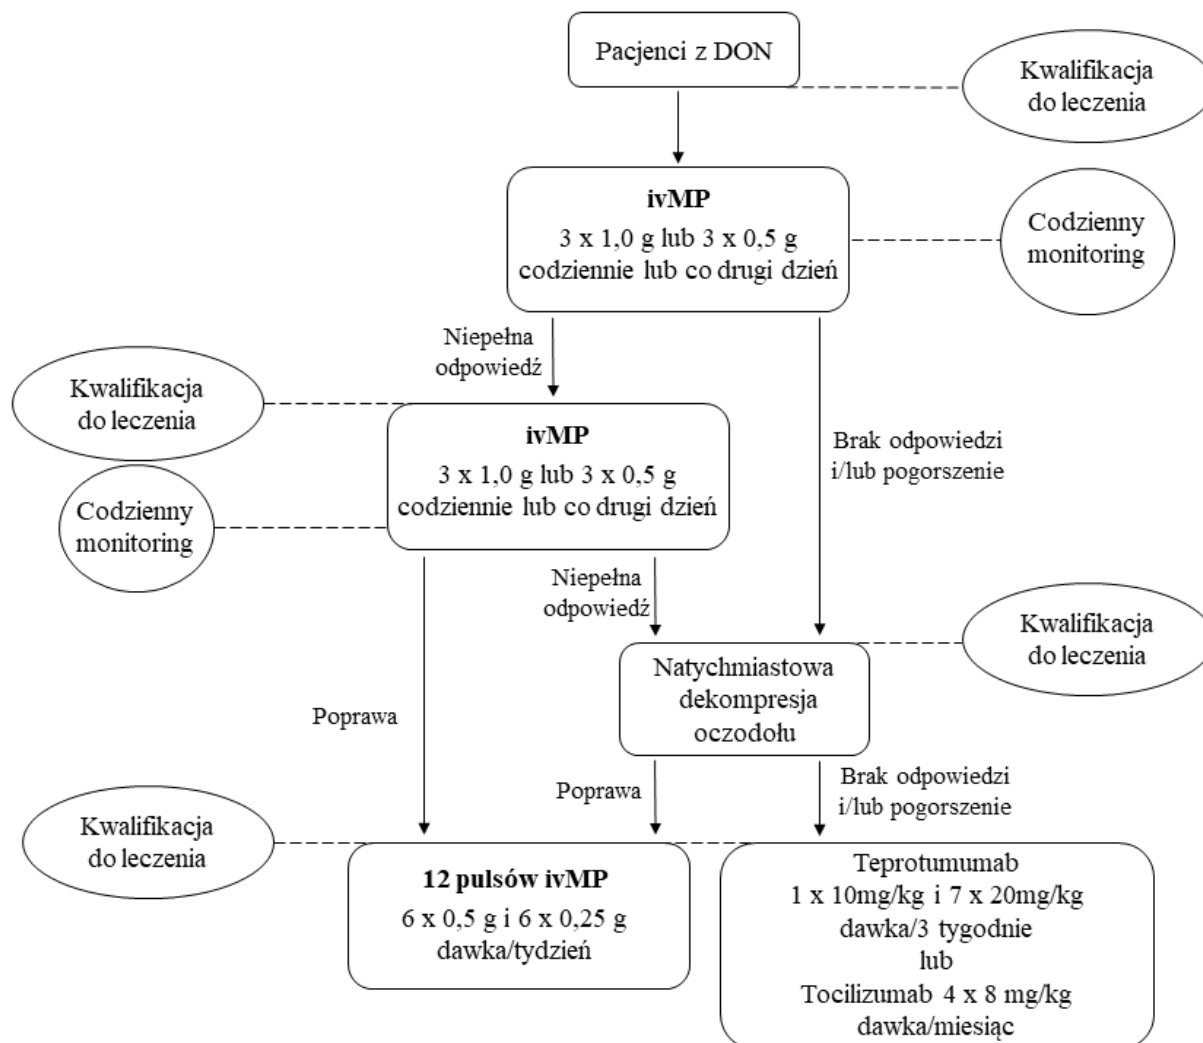 Pacjenci z DON
Kwalifikacja
do leczenia
ivMP
3 x 1,0 g lub 3 x 0,5 g
codziennie lub co drugi dzień
Codzienny
monitoring
Niepełna
odpowiedź
Brak odpowiedzi
i/lub pogorszenie
Kwalifikacja
do leczenia
ivMP
3 x 1,0 g lub 3 x 0,5 g
codziennie lub co drugi dzień
Codzienny
monitoring
Niepełna
odpowiedź
Kwalifikacja
do leczenia
Natychmiastowa
dekompresja
oczodołu
Poprawa
Poprawa
Brak odpowiedzi
i/lub pogorszenie
Kwalifikacja
do leczenia
12 pulsów ivMP
6 x 0,5 g i 6 x 0,25 g
dawka/tydzień
Teprotumumab
1 x 10mg/kg i 7 x 20mg/kg
dawka/3 tygodnie
lub
Tocilizumab 4 x 8 mg/kg
dawka/miesiąc